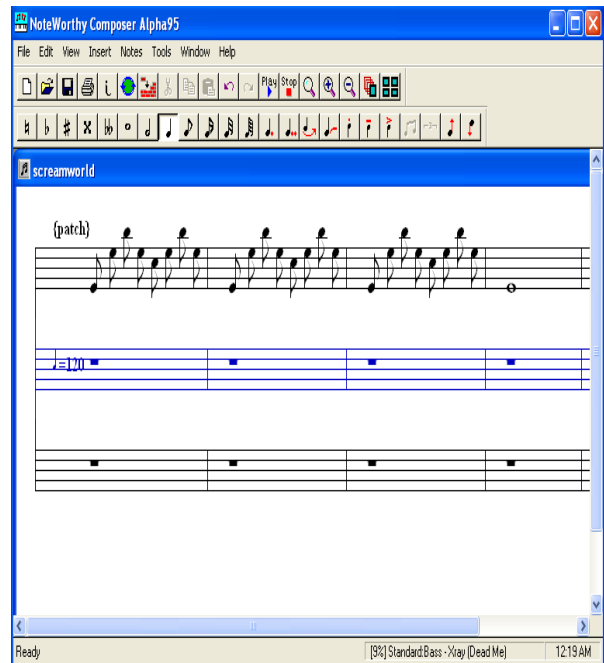 NoteWorthy Composer Alpha95
File Edit View Insert Notes Tools Window Help
Play Stop
screamworld
{patch}
♩=120
Ready [9%] Standard:Bass - Xray (Dead Me) 12:19 AM